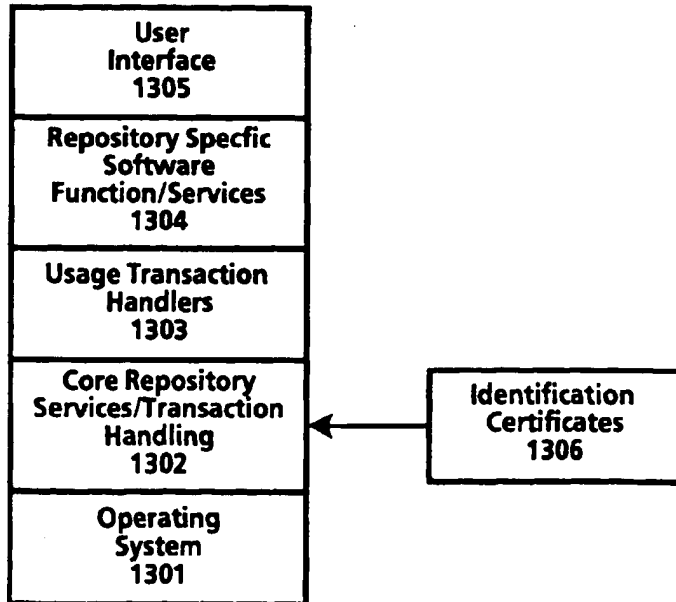 User
Interface
1305
Repository Specfic
Software
Function/Services
1304
Usage Transaction
Handlers
1303
Core Repository
Services/Transaction
Handling
1302
Operating
System
1301
Identification
Certificates
1306